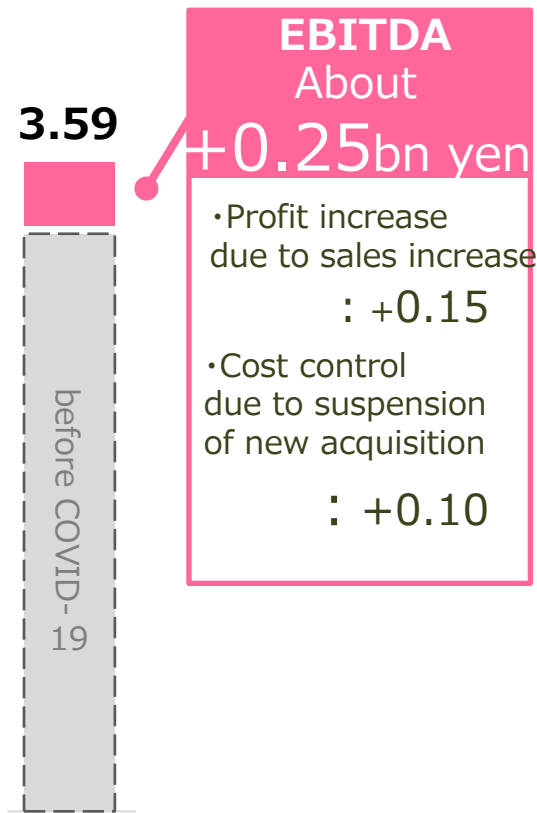 3.59
before COVID-
19
EBITDA
About
+0.25bn yen
・Profit increase
due to sales increase
: +0.15
・Cost control
due to suspension
of new acquisition
: +0.10